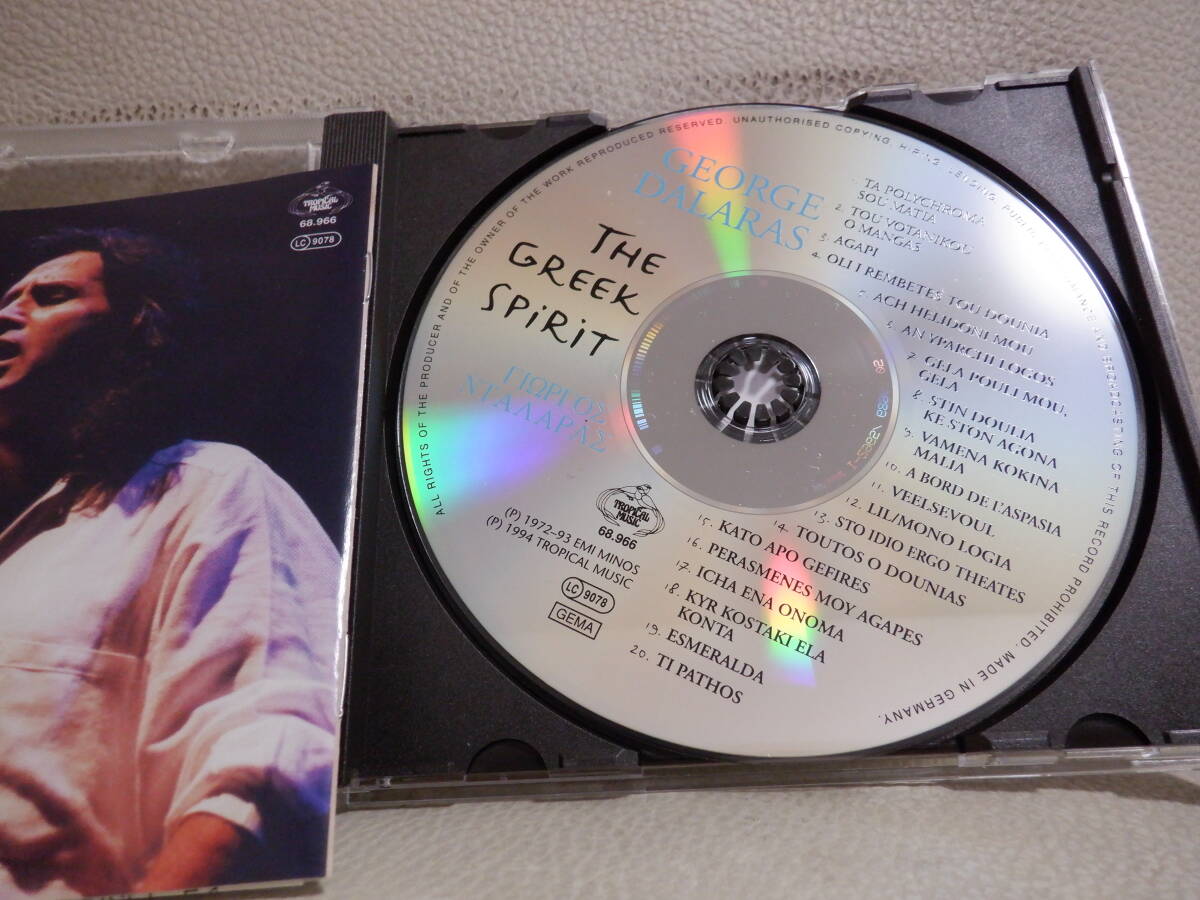 TROPICAL
MUSIC
68.966
LC 9078
ALL RIGHTS OF THE PRODUCER AND OF THE OWNER OF THE WORK REPRODUCED RESERVED. UNAUTHORISED COPYING, HIRING, LENDING, PUBLIC
OF THIS RECORD PROHIBITED. MADE IN GERMANY.
GEORGE
DALARAS
THE
GREEK
SPIRIT
ΓΙΩΡΓΟΣ
ΝΤΑΛΑΡΑΣ
TA POLYCHROMA
SOU MATIA
2. TOU VOTANIKOU
O MANGAS
3. AGAPI
4. OLI I REMBETES TOU DOUNIA
5. ACH HELIDONI MOU
6. AN YPARCHI LOGOS
7. GELA POULI MOU,
GELA
8. STIN DOULIA
KE STON AGONA
9. VAMENA KOKINA
MALIA
10. A BORD DE L'ASPASIA
11. VEELSEVOUL
12. LIL/MONO LOGIA
13. STO IDIO ERGO THEATES
14. TOUTOS O DOUNIAS
15. KATO APO GEFIRES
16. PERASMENES MOY AGAPES
17. ICHA ENA ONOMA
18. KYR KOSTAKI ELA
KONTA
19. ESMERALDA
20. TI PATHOS
TROPICAL
MUSIC
68.966
(P) 1972-93 EMI MINOS
(P) 1994 TROPICAL MUSIC
LC 9078
GEMA